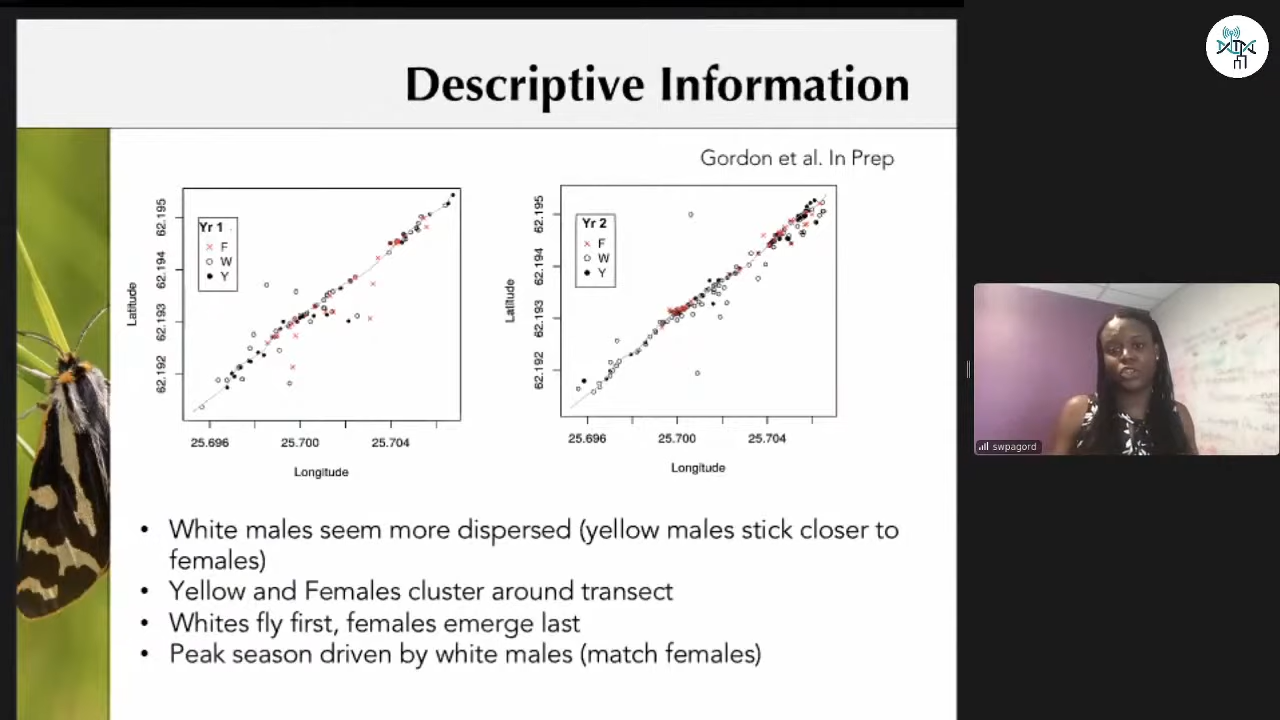 Descriptive Information
Gordon et al. In Prep
Yr 1
F
W
Y
Latitude
62.195
62.194
62.193
62.192
25.696
25.700
25.704
Longitude
Yr 2
F
W
Y
Latitude
62.195
62.194
62.193
62.192
25.696
25.700
25.704
Longitude
• White males seem more dispersed (yellow males stick closer to
females)
• Yellow and Females cluster around transect
• Whites fly first, females emerge last
• Peak season driven by white males (match females)
swpagord